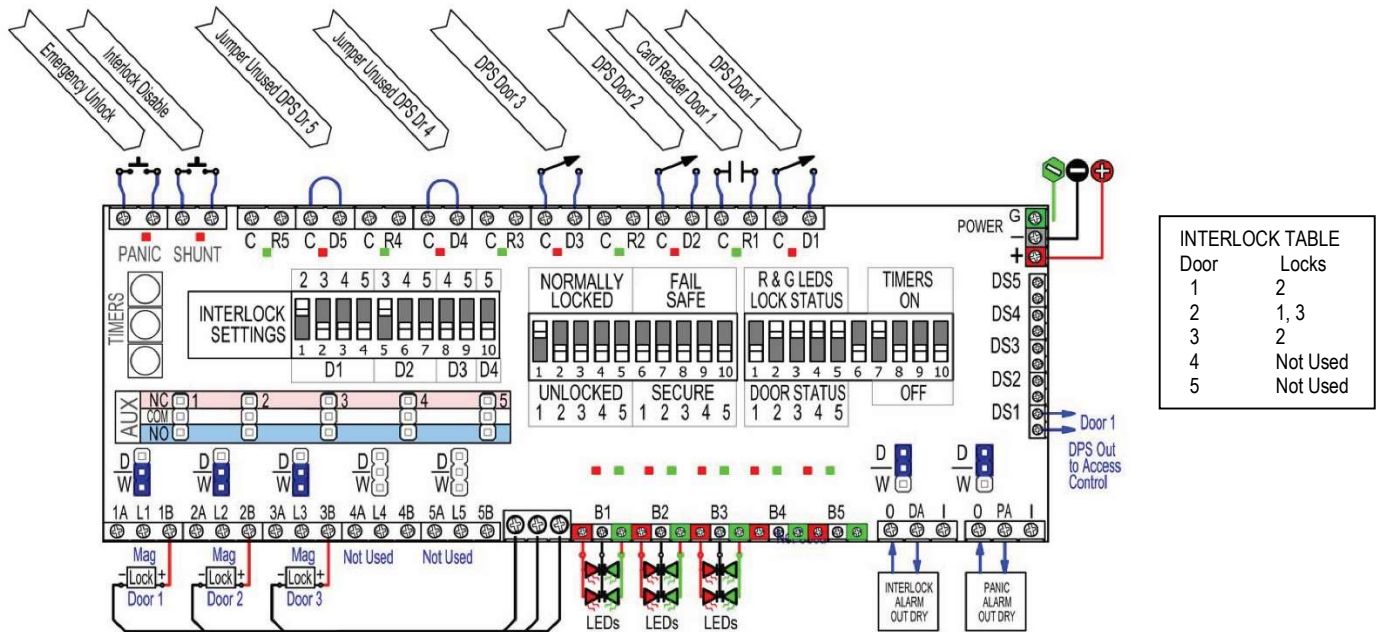 Emergency Unlock
Interlock Disable
Jumper Unused DPS Dr 5
Jumper Unused DPS Dr 4
DPS Door 3
DPS Door 2
Card Reader Door 1
DPS Door 1
C R5 C D5 C R4 C D4 C R3 C D3 C R2 C D2 C R1 C D1
PANIC SHUNT
POWER G
−
+
TIMERS
INTERLOCK
SETTINGS
2 3 4 5 3 4 5 4 5 5
1 2 3 4 5 6 7 8 9 10
D1 D2 D3 D4
NORMALLY
LOCKED
FAIL
SAFE
1 2 3 4 5 6 7 8 9 10
UNLOCKED SECURE
1 2 3 4 5 1 2 3 4 5
R & G LEDS
LOCK STATUS
TIMERS
ON
1 2 3 4 5 6 7 8 9 10
DOOR STATUS OFF
1 2 3 4 5
DS5
DS4
DS3
DS2
DS1
Door 1
DPS Out
to Access
Control
INTERLOCK TABLE
Door Locks
1 2
2 1, 3
3 2
4 Not Used
5 Not Used
AUX
NC 1 2 3 4 5
COM
NO
D D D D D D D
W W W W W W W
1A L1 1B 2A L2 2B 3A L3 3B 4A L4 4B 5A L5 5B
B1 B2 B3 B4 B5
O DA I O PA I
Mag Mag Mag Not Used Not Used
− Lock + − Lock + − Lock +
Door 1 Door 2 Door 3
LEDs LEDs LEDs
INTERLOCK
ALARM
OUT DRY
PANIC
ALARM
OUT DRY